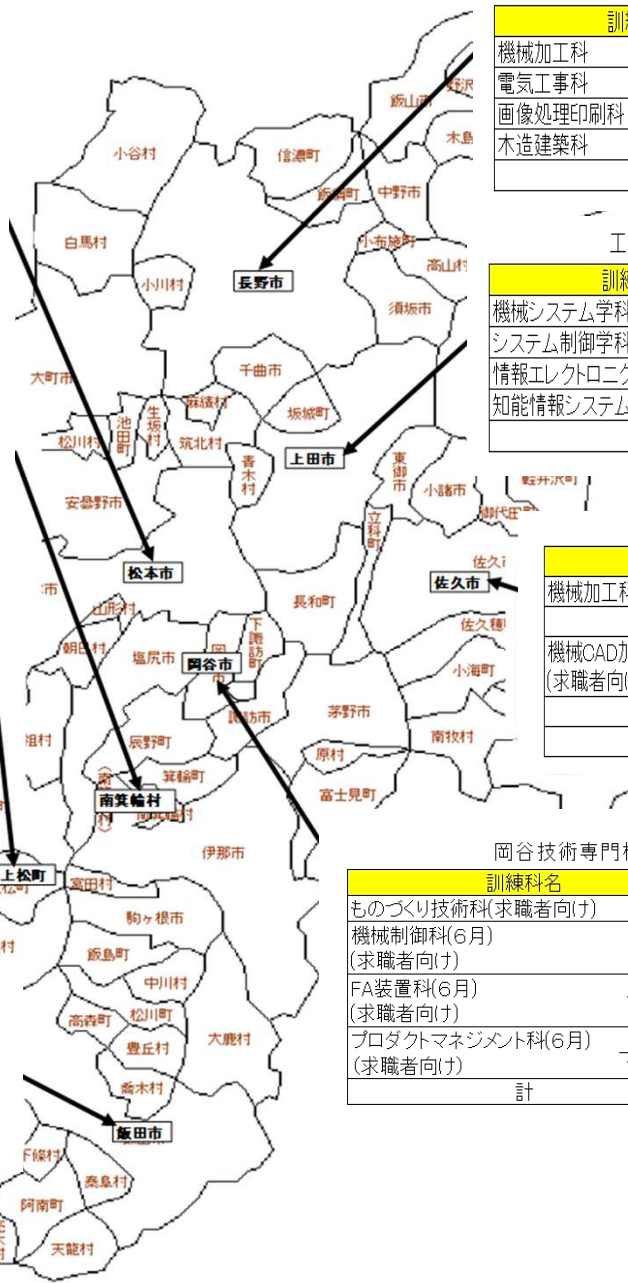 機械加工科
電気工事科
画像処理印刷科
木造建築科
飯山市
小谷村
信濃町
飯綱町
中野市
白馬村
小布施町
高山村
長野市
小川村
須坂市
工
機械システム学科
システム制御学科
情報エレクトロニク
知能情報システム
千曲市
大町市
麻績村
坂城町
池田町
生坂村
松川村
筑北村
上田市
青木村
東御市
小諸市
軽井沢町
安曇野市
立科町
御代田町
松本市
佐久市
長和町
山形村
機械加工科
機械CAD加
(求職者向け
朝日村
塩尻市
岡谷市
下諏訪町
小海町
諏訪市
茅野市
南牧村
辰野町
原村
箕輪町
富士見町
南箕輪村
伊那市
岡谷技術専門校
上松町
宮田村
訓練科名
ものづくり技術科(求職者向け)
機械制御科(6月)
(求職者向け)
FA装置科(6月)
(求職者向け)
プロダクトマネジメント科(6月)
(求職者向け)
計
駒ヶ根市
飯島町
中川村
高森町
松川町
大鹿村
豊丘村
喬木村
飯田市
下條村
泰阜村
阿南町
天龍村